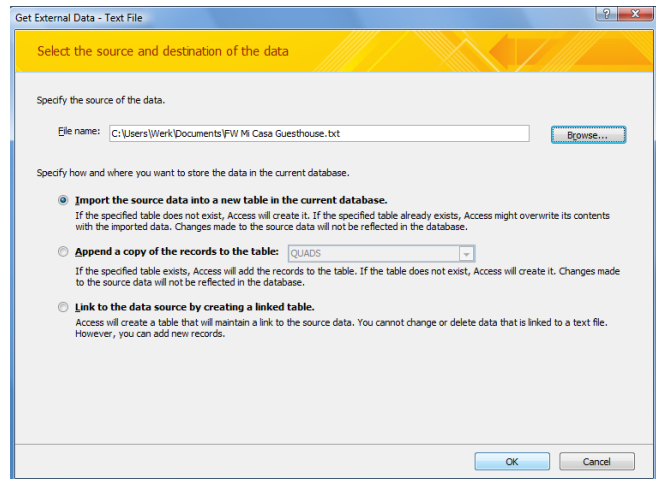 Get External Data - Text File
Select the source and destination of the data
Specify the source of the data.
File name: C:\Users\Werk\Documents\FW Mi Casa Guesthouse.txt Browse...
Specify how and where you want to store the data in the current database.
Import the source data into a new table in the current database.
If the specified table does not exist, Access will create it. If the specified table already exists, Access might overwrite its contents
with the imported data. Changes made to the source data will not be reflected in the database.
Append a copy of the records to the table: QUADS
If the specified table exists, Access will add the records to the table. If the table does not exist, Access will create it. Changes made
to the source data will not be reflected in the database.
Link to the data source by creating a linked table.
Access will create a table that will maintain a link to the source data. You cannot change or delete data that is linked to a text file.
However, you can add new records.
OK Cancel